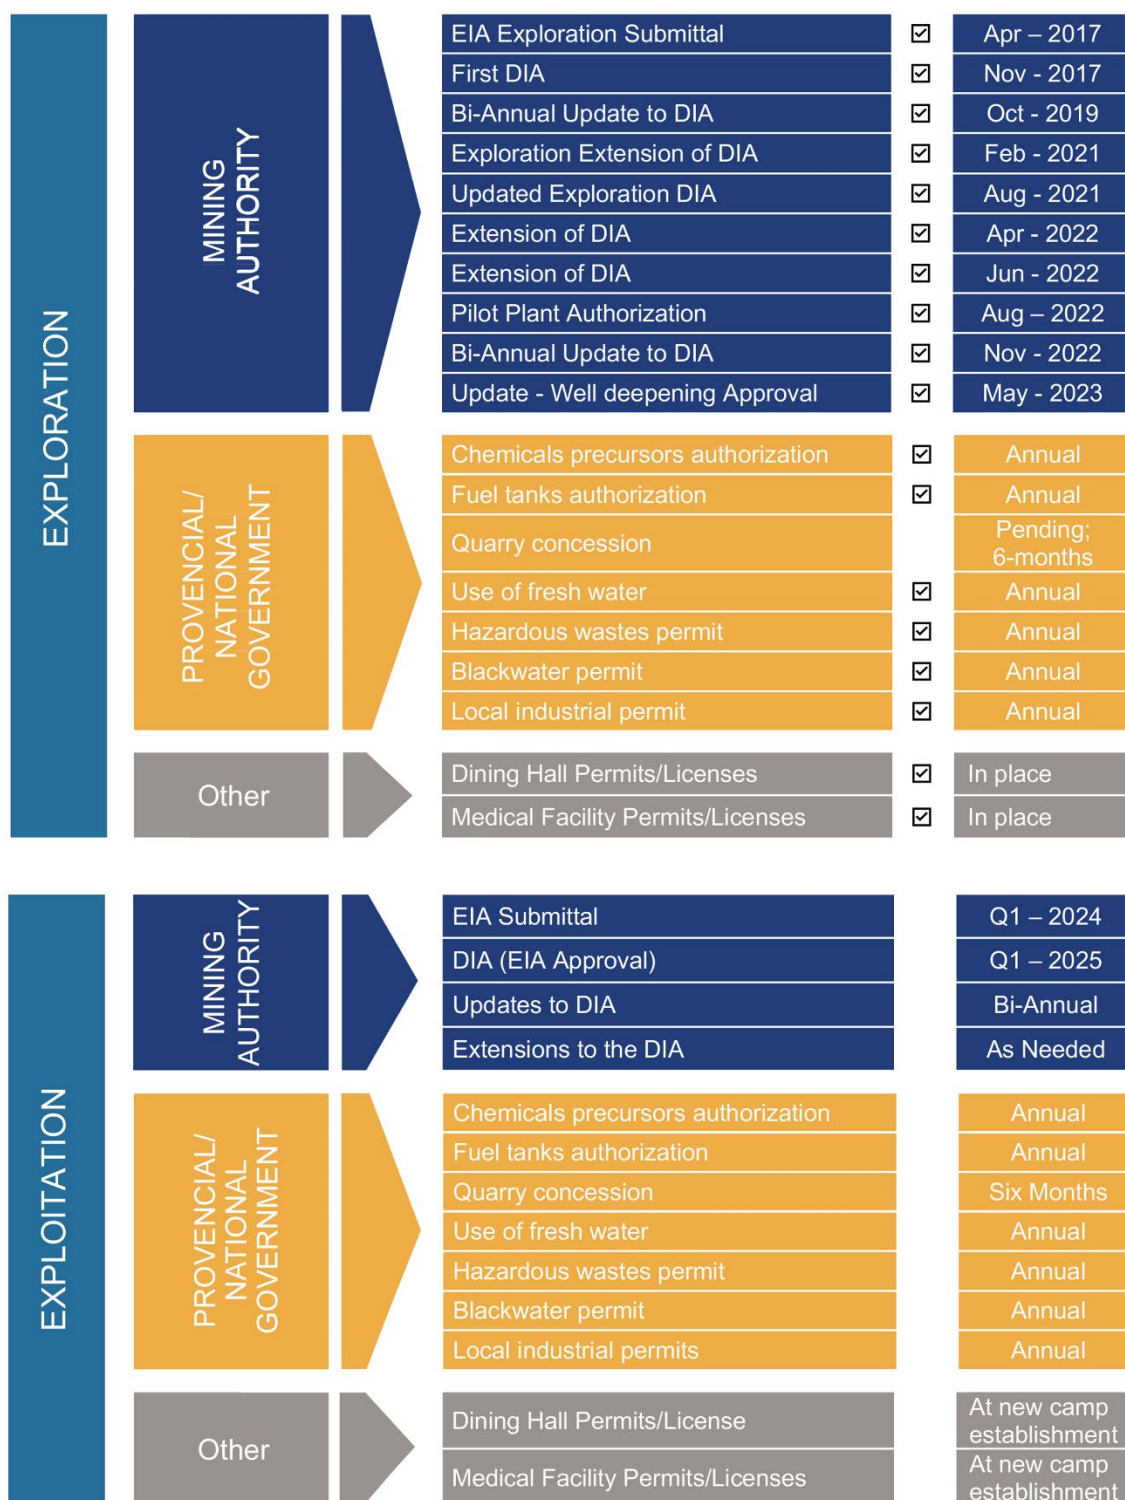 EXPLORATION
MINING
AUTHORITY
EIA Exploration Submittal ☑ Apr – 2017
First DIA ☑ Nov - 2017
Bi-Annual Update to DIA ☑ Oct - 2019
Exploration Extension of DIA ☑ Feb - 2021
Updated Exploration DIA ☑ Aug - 2021
Extension of DIA ☑ Apr - 2022
Extension of DIA ☑ Jun - 2022
Pilot Plant Authorization ☑ Aug – 2022
Bi-Annual Update to DIA ☑ Nov - 2022
Update - Well deepening Approval ☑ May - 2023
PROVENCIAL/
NATIONAL
GOVERNMENT
Chemicals precursors authorization ☑ Annual
Fuel tanks authorization ☑ Annual
Quarry concession Pending;
6-months
Use of fresh water ☑ Annual
Hazardous wastes permit ☑ Annual
Blackwater permit ☑ Annual
Local industrial permit ☑ Annual
Other
Dining Hall Permits/Licenses ☑ In place
Medical Facility Permits/Licenses ☑ In place
EXPLOITATION
MINING
AUTHORITY
EIA Submittal Q1 – 2024
DIA (EIA Approval) Q1 – 2025
Updates to DIA Bi-Annual
Extensions to the DIA As Needed
PROVENCIAL/
NATIONAL
GOVERNMENT
Chemicals precursors authorization Annual
Fuel tanks authorization Annual
Quarry concession Six Months
Use of fresh water Annual
Hazardous wastes permit Annual
Blackwater permit Annual
Local industrial permits Annual
Other
Dining Hall Permits/License At new camp
establishment
Medical Facility Permits/Licenses At new camp
establishment